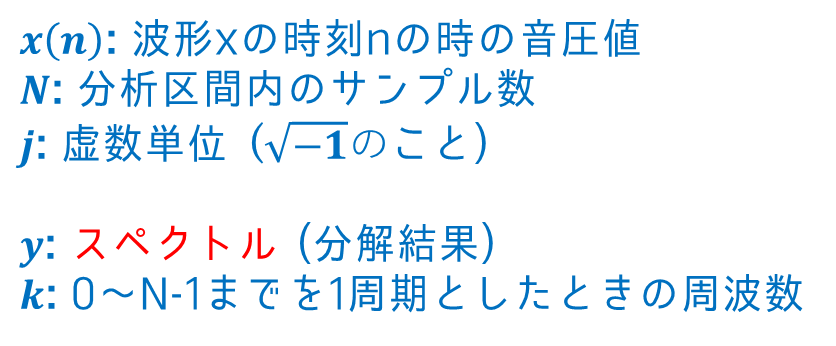 x(n): 波形xの時刻nの時の音圧値
N: 分析区間内のサンプル数
j: 虚数単位 (√−1のこと)
y: スペクトル (分解結果)
k: 0〜N-1までを1周期としたときの周波数